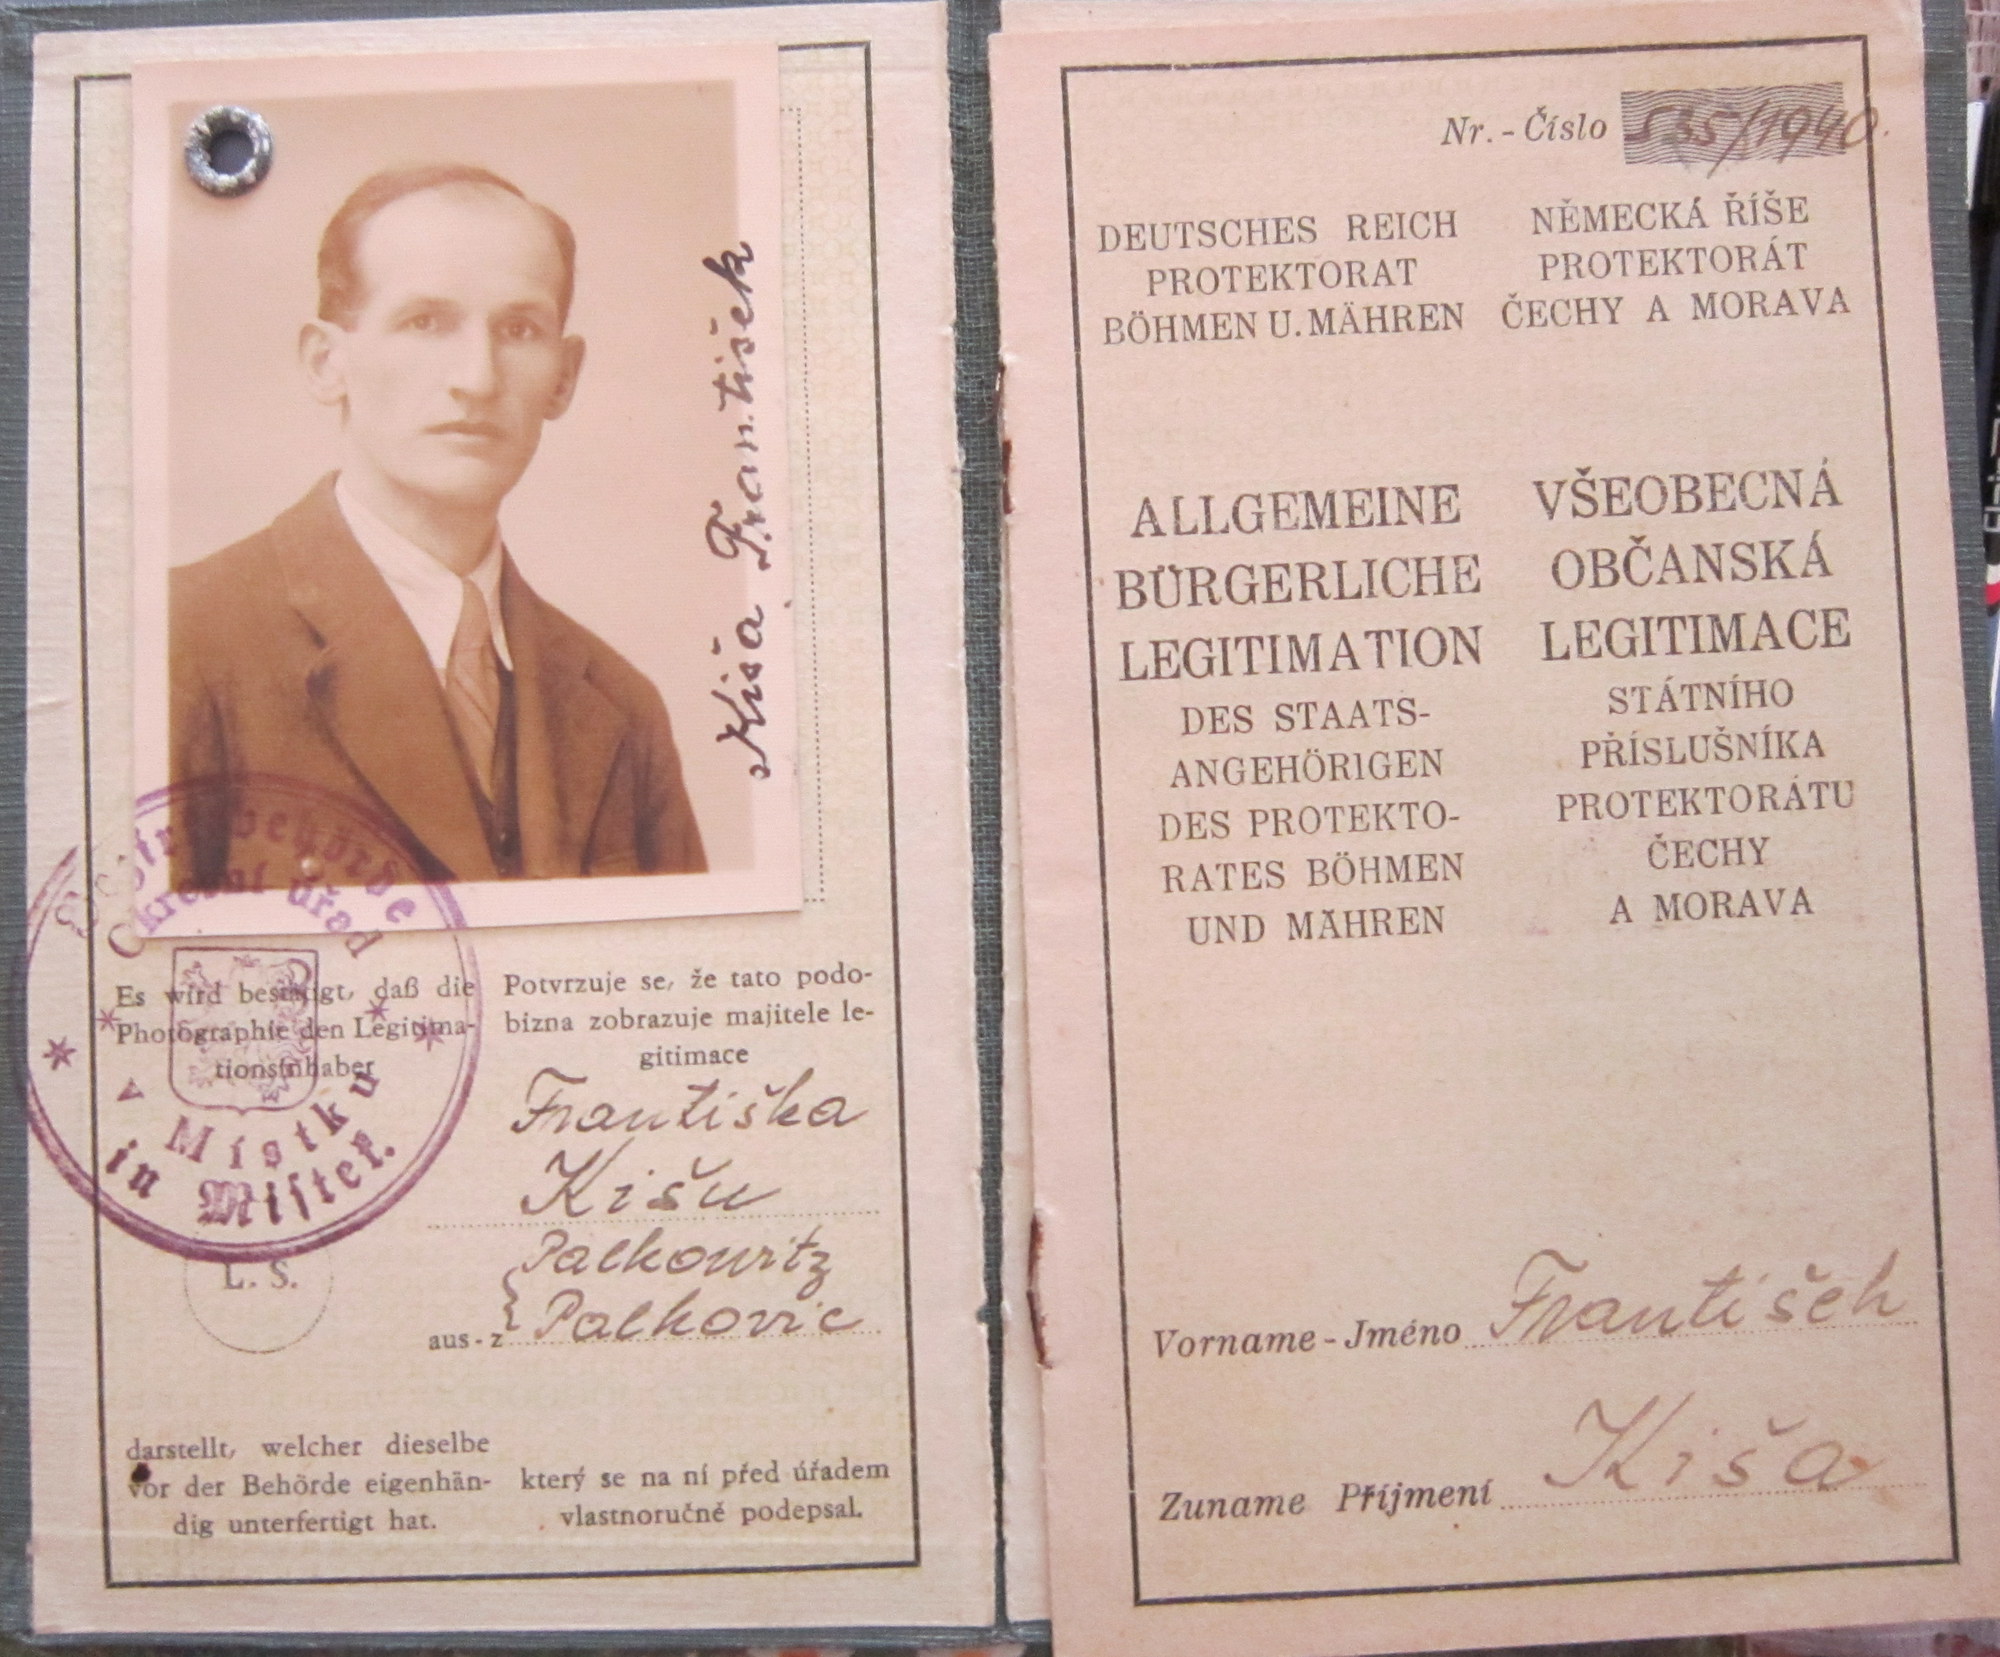 Kiša František
Bezirksbehörde
Okresní úřad
v Místku
in Mistek.
Es wird bestätigt, daß die
Photographie den Legitima-
tionsinhaber
Potvrzuje se, že tato podo-
bizna zobrazuje majitele le-
gitimace
Františka
Kišu
Palkowitz
aus - z Palkovic
L. S.
darstellt, welcher dieselbe
vor der Behörde eigenhän-
dig unterfertigt hat.
který se na ní před úřadem
vlastnoručně podepsal.
Nr. - Číslo 535/1940.
DEUTSCHES REICH
PROTEKTORAT
BÖHMEN U. MÄHREN
NĚMECKÁ ŘÍŠE
PROTEKTORÁT
ČECHY A MORAVA
ALLGEMEINE
BÜRGERLICHE
LEGITIMATION
DES STAATS-
ANGEHÖRIGEN
DES PROTEKTO-
RATES BÖHMEN
UND MÄHREN
VŠEOBECNÁ
OBČANSKÁ
LEGITIMACE
STÁTNÍHO
PŘÍSLUŠNÍKA
PROTEKTORÁTU
ČECHY
A MORAVA
Vorname - Jméno František
Zuname Příjmení Kiša